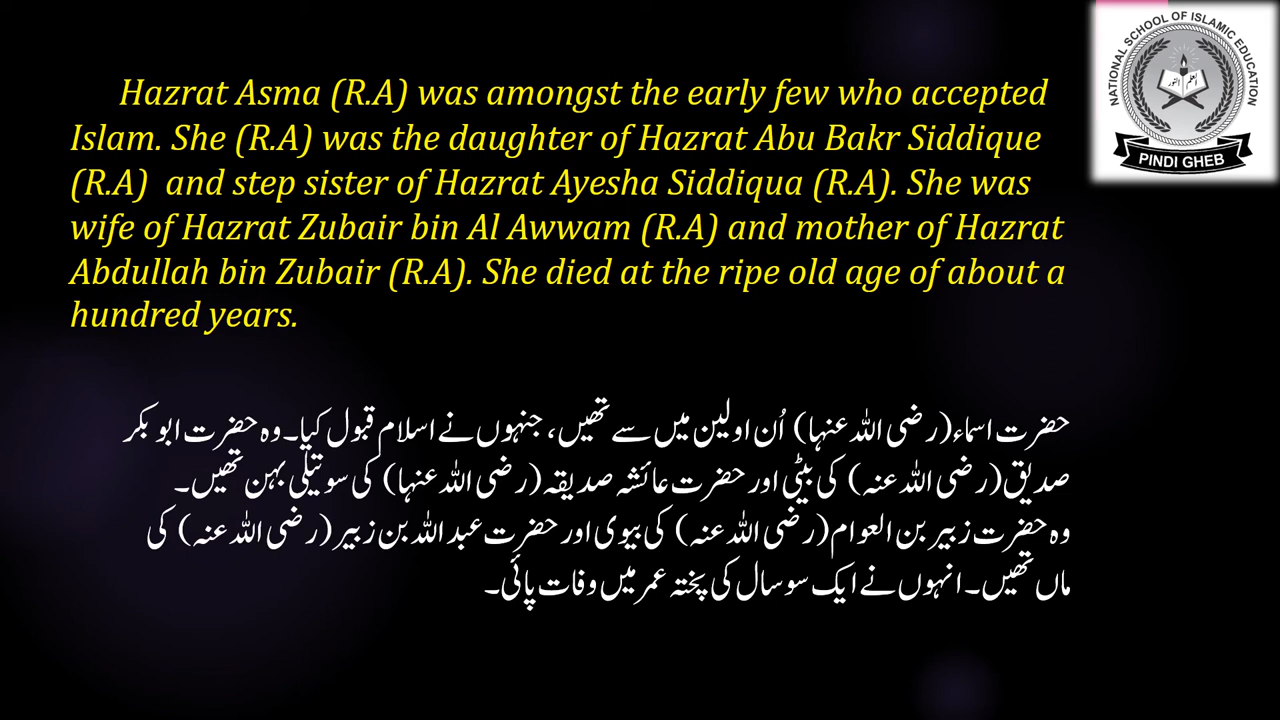 Hazrat Asma (R.A) was amongst the early few who accepted
Islam. She (R.A) was the daughter of Hazrat Abu Bakr Siddique
(R.A)  and step sister of Hazrat Ayesha Siddiqua (R.A). She was
wife of Hazrat Zubair bin Al Awwam (R.A) and mother of Hazrat
Abdullah bin Zubair (R.A). She died at the ripe old age of about a
hundred years.
حضرت اسماء(رضی اللہ عنہا) اُن اولین میں سے تھیں، جنہوں نے اسلام قبول کیا۔وہ حضرت ابو بکر
صدیق(رضی اللہ عنہ) کی بیٹی اور حضرت عائشہ صدیقہ(رضی اللہ عنہا) کی سوتیلی بہن تھیں۔
وہ حضرت زبیر بن العوام(رضی اللہ عنہ) کی بیوی اور حضرت عبد اللہ بن زبیر (رضی اللہ عنہ) کی
ماں تھیں۔انہوں نے ایک سو سال کی پختہ عمر میں وفات پائی۔
NATIONAL SCHOOL OF ISLAMIC EDUCATION
PINDI GHEB